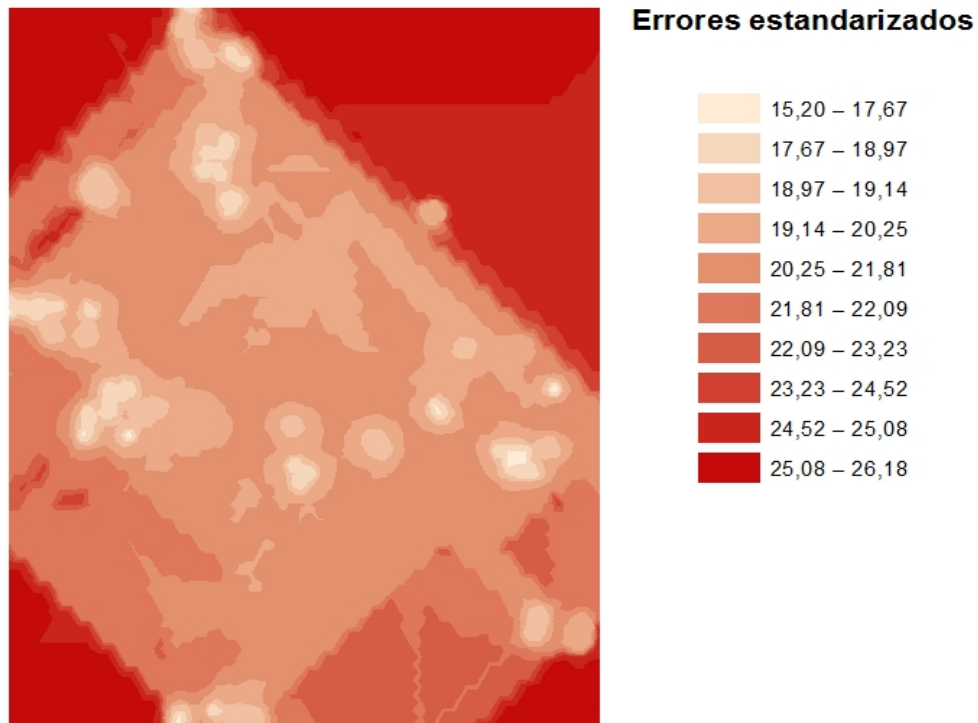 Errores estandarizados
15,20 – 17,67
17,67 – 18,97
18,97 – 19,14
19,14 – 20,25
20,25 – 21,81
21,81 – 22,09
22,09 – 23,23
23,23 – 24,52
24,52 – 25,08
25,08 – 26,18